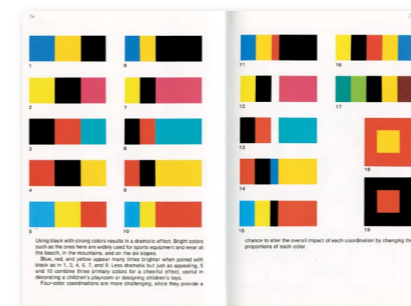 1
6
2
7
3
8
4
9
5
10
Using black with strong colors results in a dramatic effect. Bright colors
such as the ones here are widely used for sports equipment and wear at
the beach, in the mountains, and on the ski slopes.
Blue, red, and yellow appear many times brighter when paired with
black as in 1, 3, 4, 6, 7, and 9. Less dramatic but just as appealing, 5
and 10 combine three primary colors for a cheerful effect, useful in
decorating a children's playroom or designing children's toys.
Four-color coordinations are more challenging, since they provide a
11
16
12
17
13
18
14
15
19
chance to alter the overall impact of each coordination by changing the
proportions of each color.